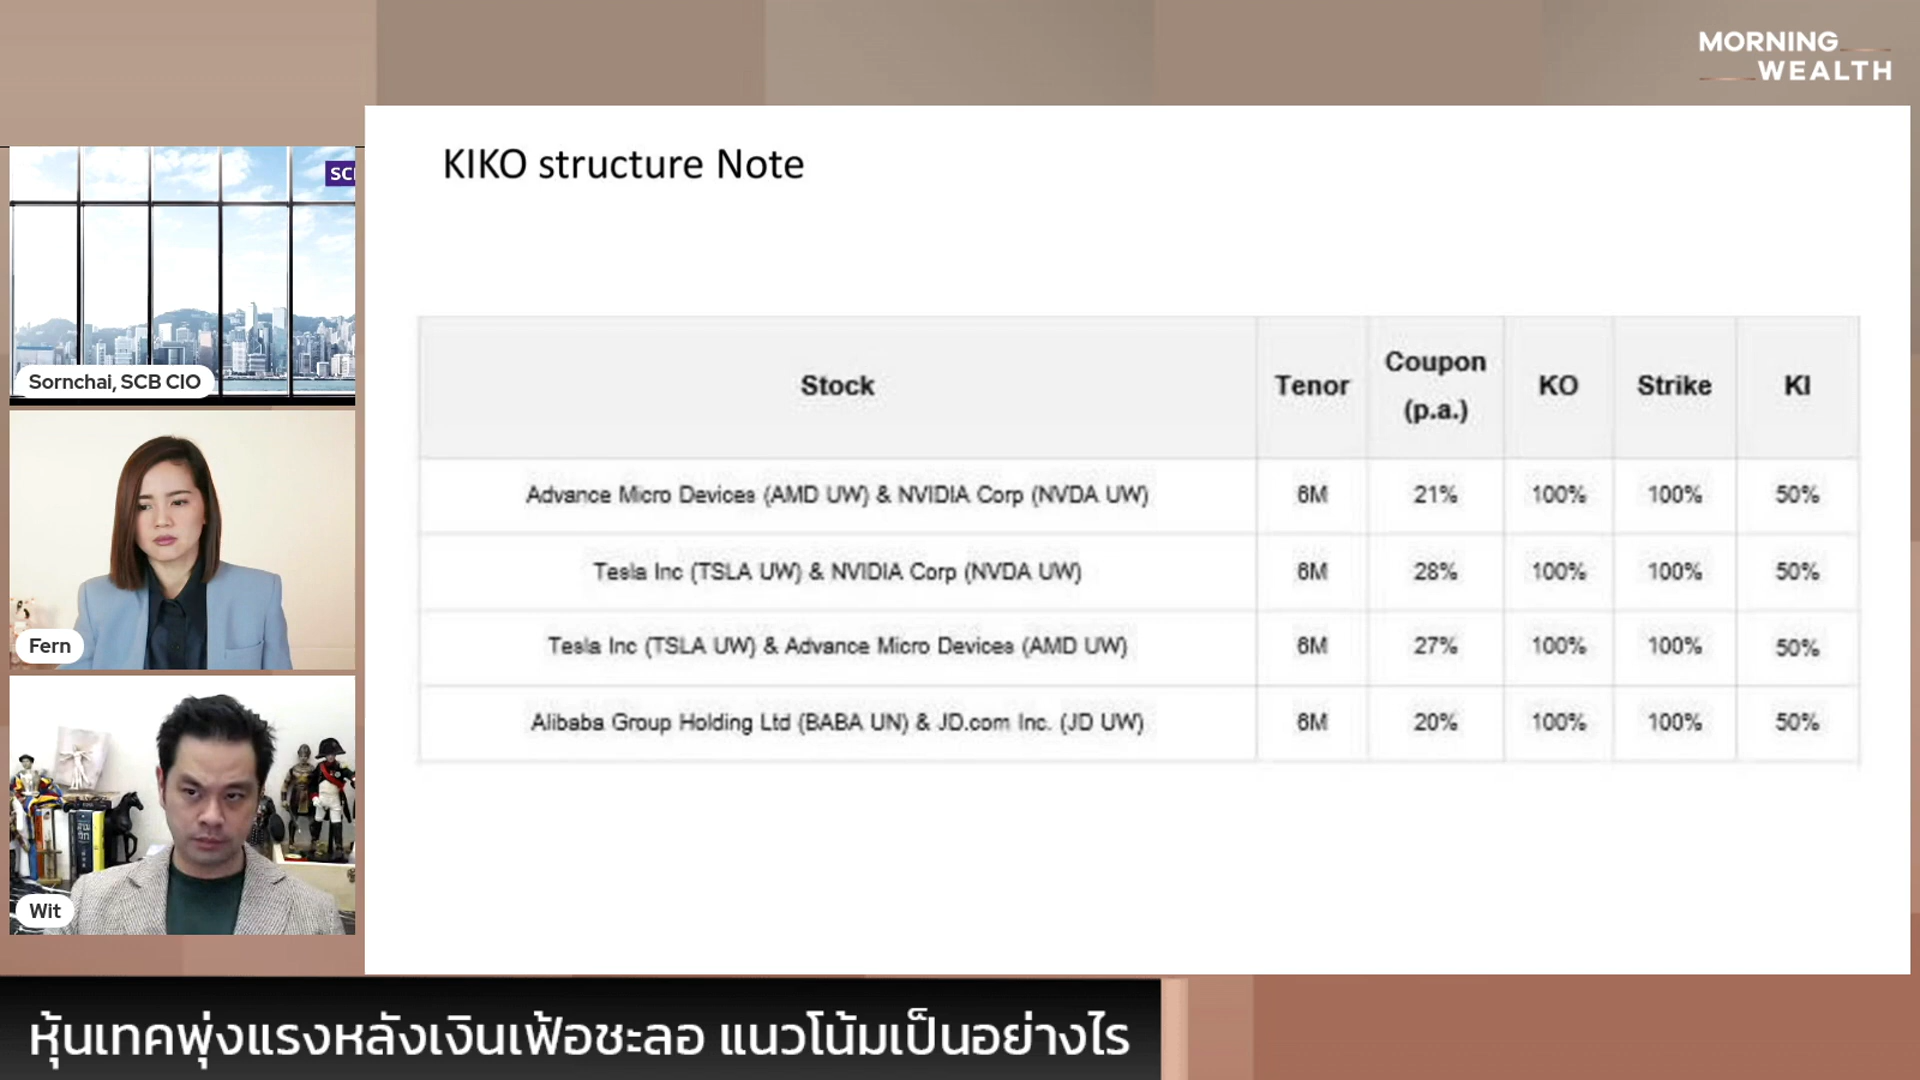 MORNING
WEALTH
SCI
Sornchai, SCB CIO
Fern
Wit
KIKO structure Note
Stock Tenor Coupon (p.a.) KO Strike KI
Advance Micro Devices (AMD UW) & NVIDIA Corp (NVDA UW) 6M 21% 100% 100% 50%
Tesla Inc (TSLA UW) & NVIDIA Corp (NVDA UW) 6M 28% 100% 100% 50%
Tesla Inc (TSLA UW) & Advance Micro Devices (AMD UW) 6M 27% 100% 100% 50%
Alibaba Group Holding Ltd (BABA UN) & JD.com Inc. (JD UW) 6M 20% 100% 100% 50%
หุ้นเทคพุ่งแรงหลังเงินเฟ้อชะลอ แนวโน้มเป็นอย่างไร